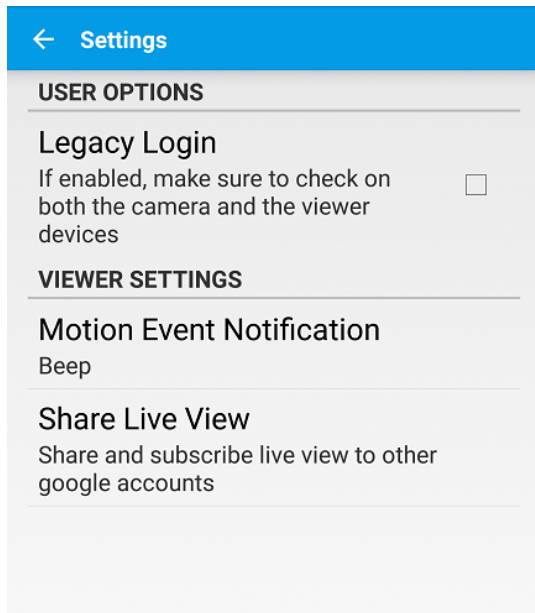 Settings
USER OPTIONS
Legacy Login
If enabled, make sure to check on
both the camera and the viewer
devices
VIEWER SETTINGS
Motion Event Notification
Beep
Share Live View
Share and subscribe live view to other
google accounts